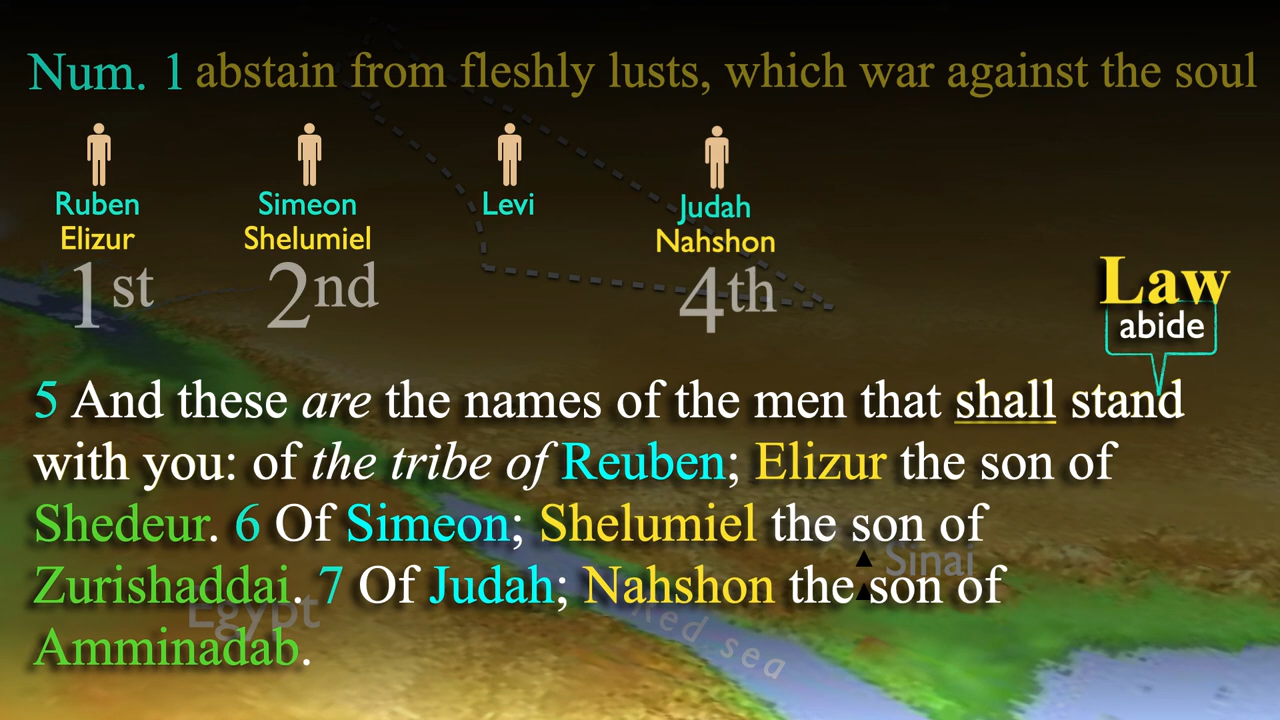 Num. 1 abstain from fleshly lusts, which war against the soul
Ruben Simeon Levi Judah
Elizur Shelumiel Nahshon
1st 2nd 4th
Law
abide
5 And these are the names of the men that shall stand
with you: of the tribe of Reuben; Elizur the son of
Shedeur. 6 Of Simeon; Shelumiel the son of
Sinai
Zurishaddai. 7 Of Judah; Nahshon the son of
Egypt
Red sea
Amminadab.